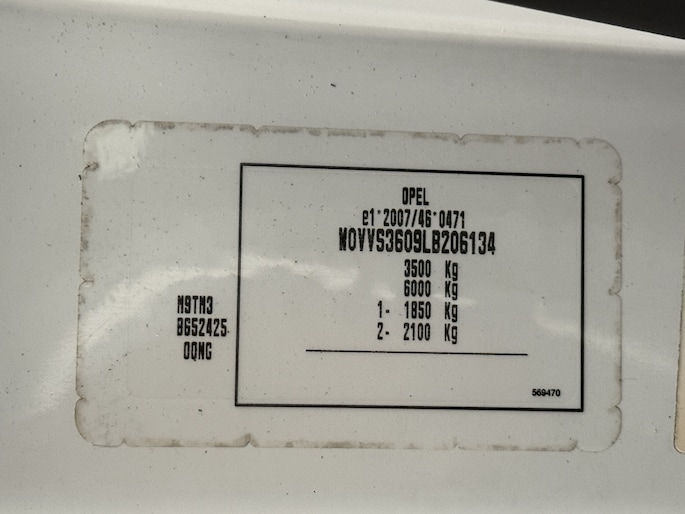 OPEL
e1*2007/46*0471
W0VVS3609LB206134
3500 Kg
6000 Kg
1- 1850 Kg
2- 2100 Kg
M9TM3
B652425
0QNG
569470